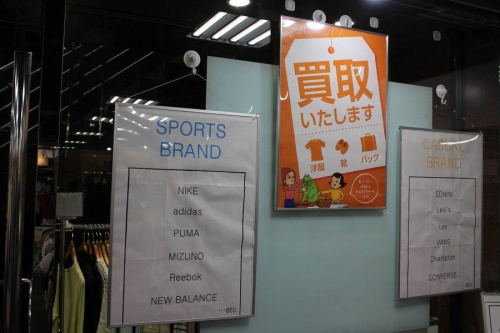 SPORTS
BRAND
NIKE
adidas
PUMA
MIZUNO
Reebok
NEW BALANCE
…etc
買取
いたします
洋服 靴 バッグ
CASUAL
BRAND
EDWIN
Levi's
Lee
VANS
Champion
CONVERSE
…etc